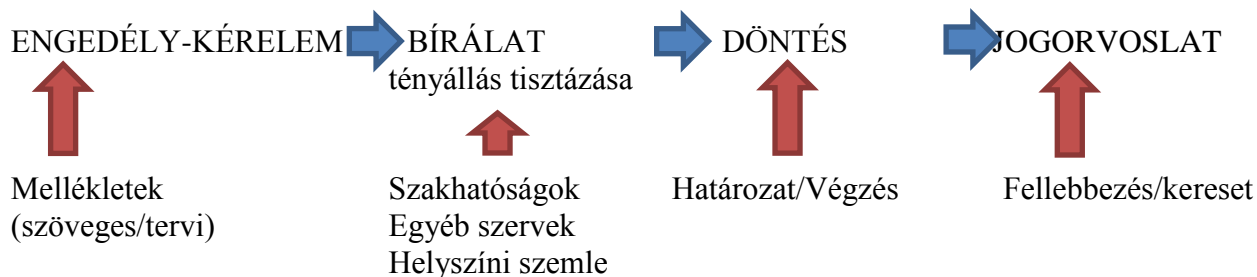 ENGEDÉLY-KÉRELEM BÍRÁLAT DÖNTÉS JOGORVOSLAT
tényállás tisztázása
Mellékletek Szakhatóságok Határozat/Végzés Fellebbezés/kereset
(szöveges/tervi) Egyéb szervek
Helyszíni szemle